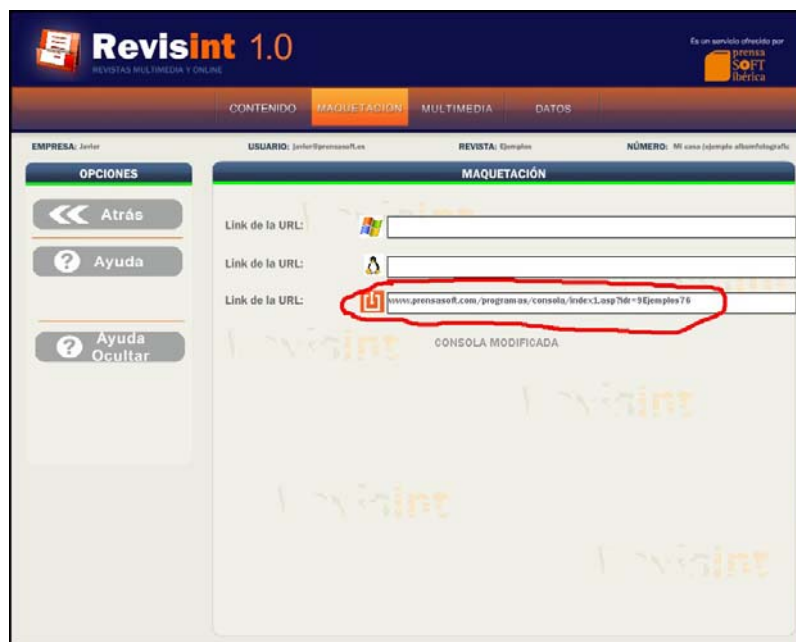 Revisint 1.0
REVISTAS MULTIMEDIA Y ONLINE
Es un servicio ofrecido por
prensa
SOFT
ibérica
CONTENIDO MAQUETACIÓN MULTIMEDIA DATOS
EMPRESA: Javier USUARIO: javier@prensasoft.es REVISTA: Ejemplos NÚMERO: Mi casa (ejemplo albumfotografic
OPCIONES
MAQUETACIÓN
Atrás
Link de la URL:
Ayuda
Link de la URL:
Link de la URL: www.prensasoft.com/programas/consola/index1.asp?idr=9Ejemplos76
Ayuda
Ocultar
CONSOLA MODIFICADA